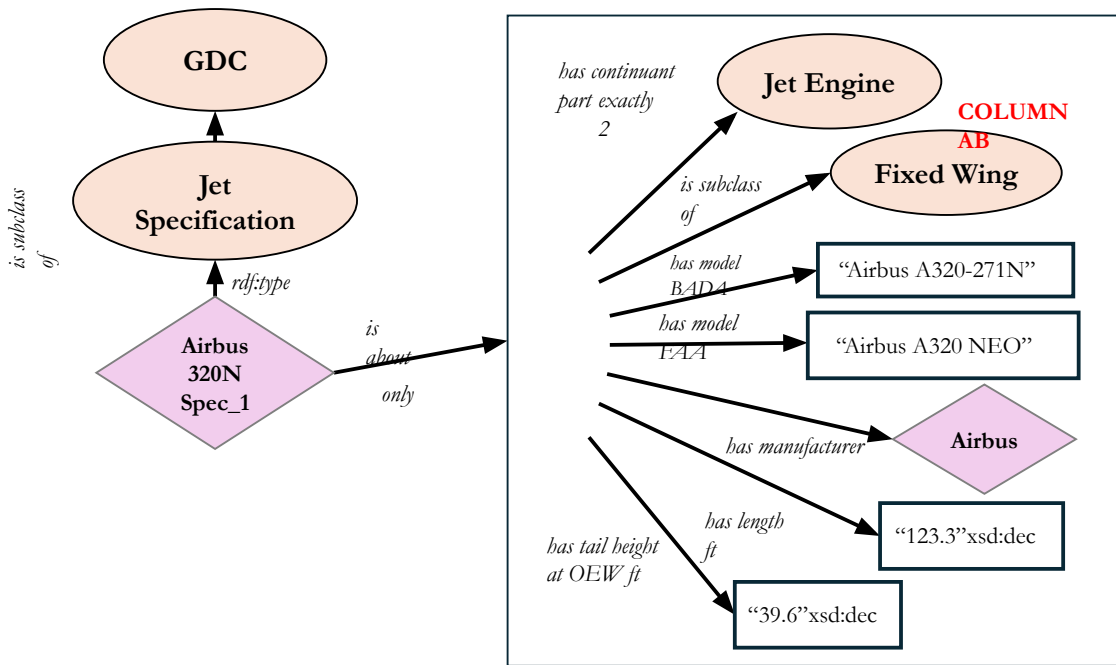 GDC
Jet
Specification
is subclass
of
rdf:type
Airbus
320N
Spec_1
is
about
only
has continuant
part exactly
2
Jet Engine
COLUMN
AB
Fixed Wing
is subclass
of
has model
BADA
“Airbus A320-271N”
has model
FAA
“Airbus A320 NEO”
has manufacturer
Airbus
has length
ft
“123.3”xsd:dec
has tail height
at OEW ft
“39.6”xsd:dec